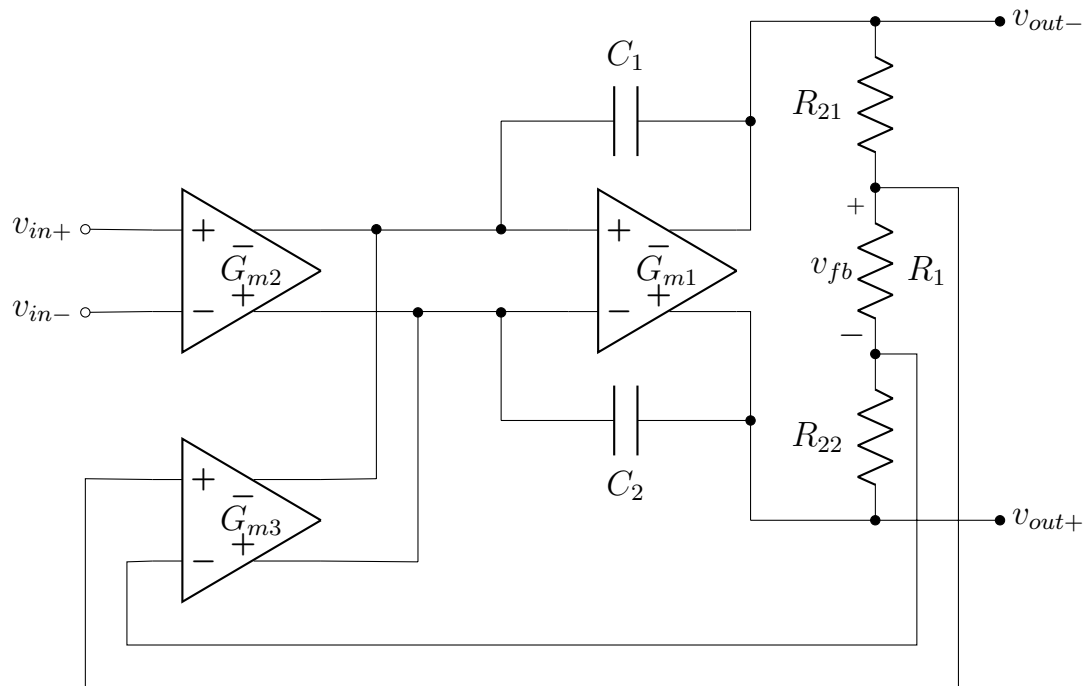 v_{out-}
C_1
R_{21}
+
v_{in+}
+
−
G_{m2}
+
−
G_{m1}
v_{fb}
R_1
v_{in-}
−
+
−
+
−
R_{22}
C_2
+
−
G_{m3}
−
+
v_{out+}